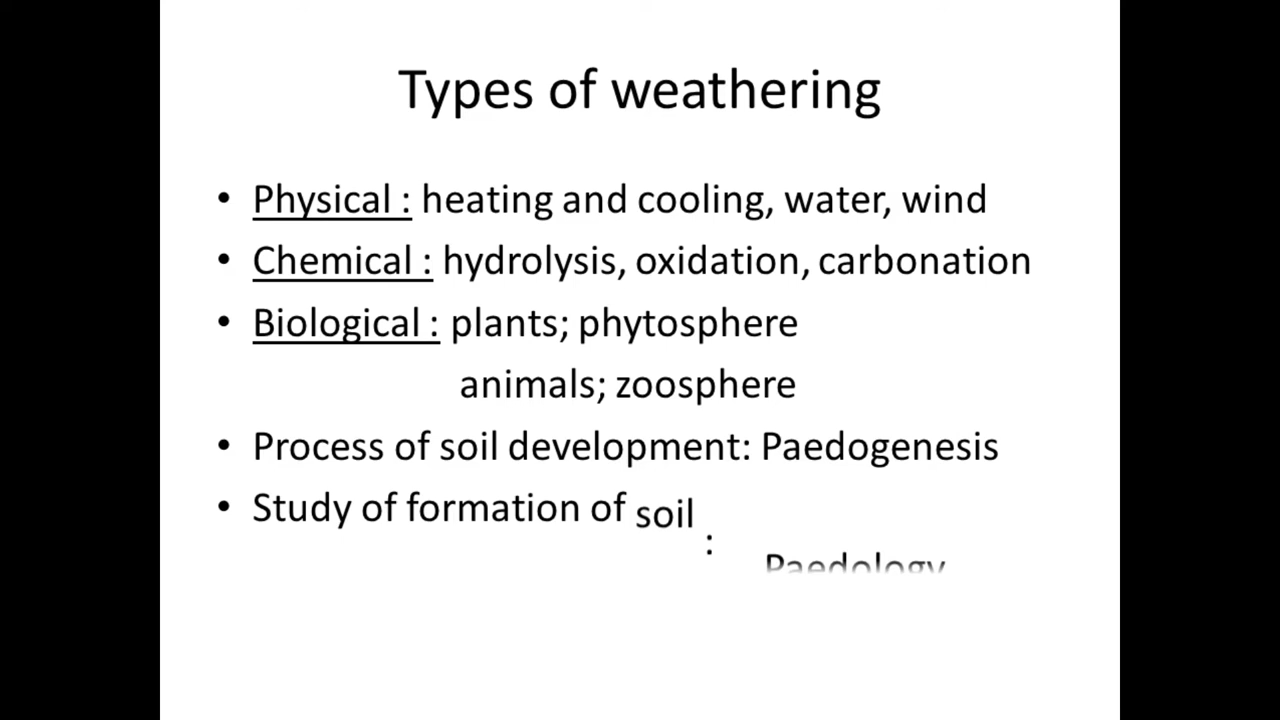 Types of weathering
• Physical : heating and cooling, water, wind
• Chemical : hydrolysis, oxidation, carbonation
• Biological : plants; phytosphere
animals; zoosphere
• Process of soil development: Paedogenesis
• Study of formation of soil : Paedology